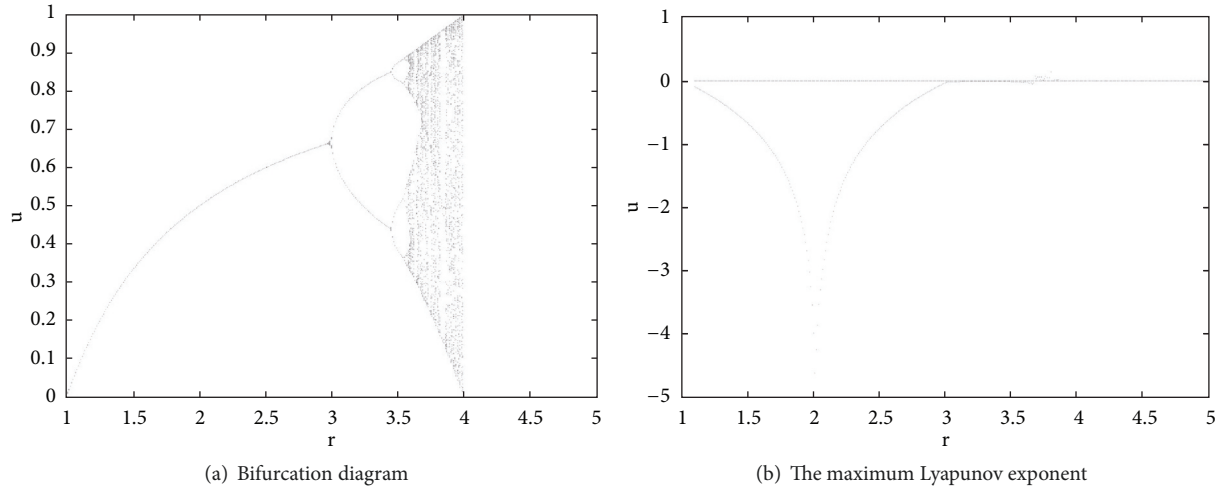 1
0.9
0.8
0.7
0.6
0.5
0.4
0.3
0.2
0.1
0
u
1 1.5 2 2.5 3 3.5 4 4.5 5
r
(a) Bifurcation diagram
1
0
−1
−2
−3
−4
−5
u
1 1.5 2 2.5 3 3.5 4 4.5 5
r
(b) The maximum Lyapunov exponent